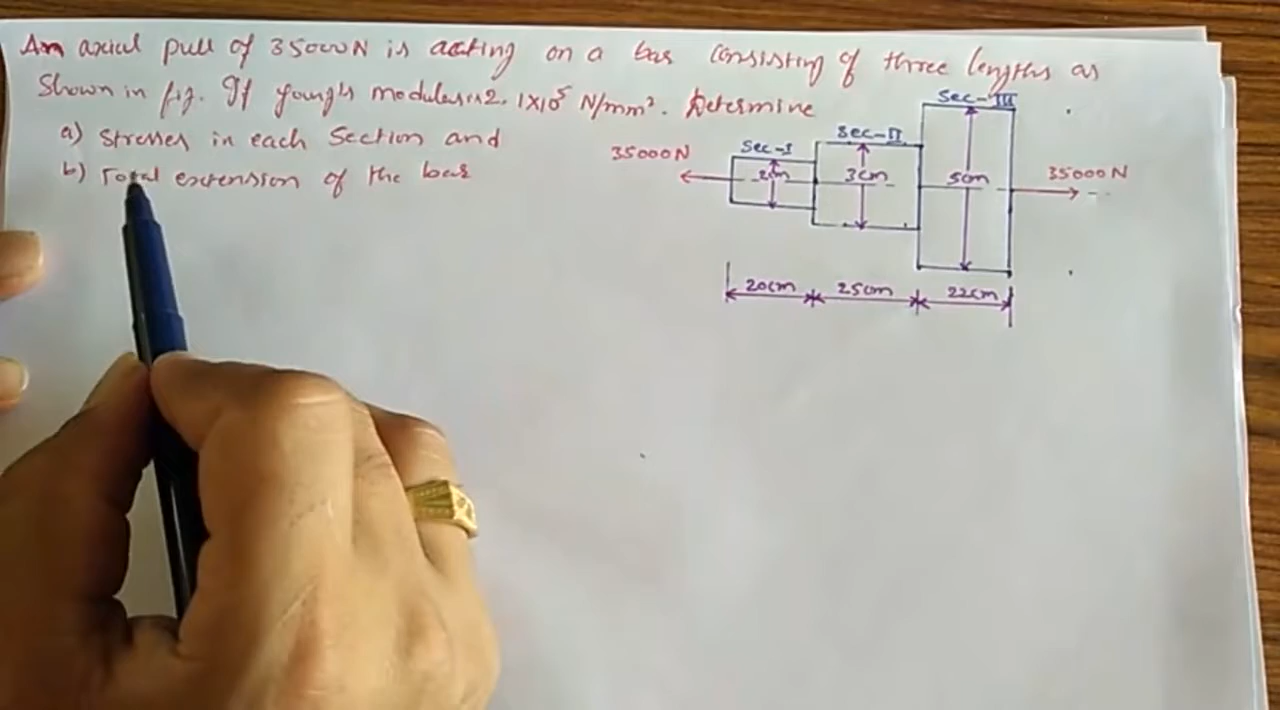 An axial pull of 35000N is acting on a bar consisting of three lengths as
Shown in fig. If young's modulus is 2.1X10⁵ N/mm². Determine
a) Stresses in each Section and
b) Total extension of the bar
Sec-I
Sec-II
Sec-III
35000N
2cm
3cm
5cm
35000N
20cm
25cm
22cm